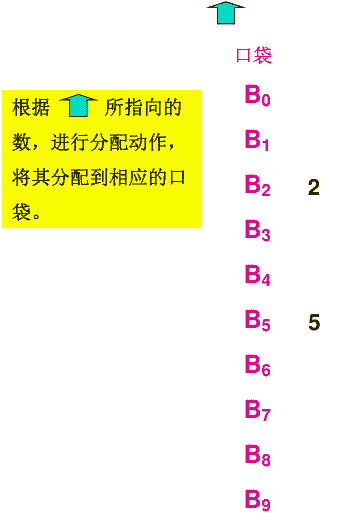 口袋
B₀
根据 所指向的
数，进行分配动作，
将其分配到相应的口
袋。
B₁
B₂ 2
B₃
B₄
B₅ 5
B₆
B₇
B₈
B₉